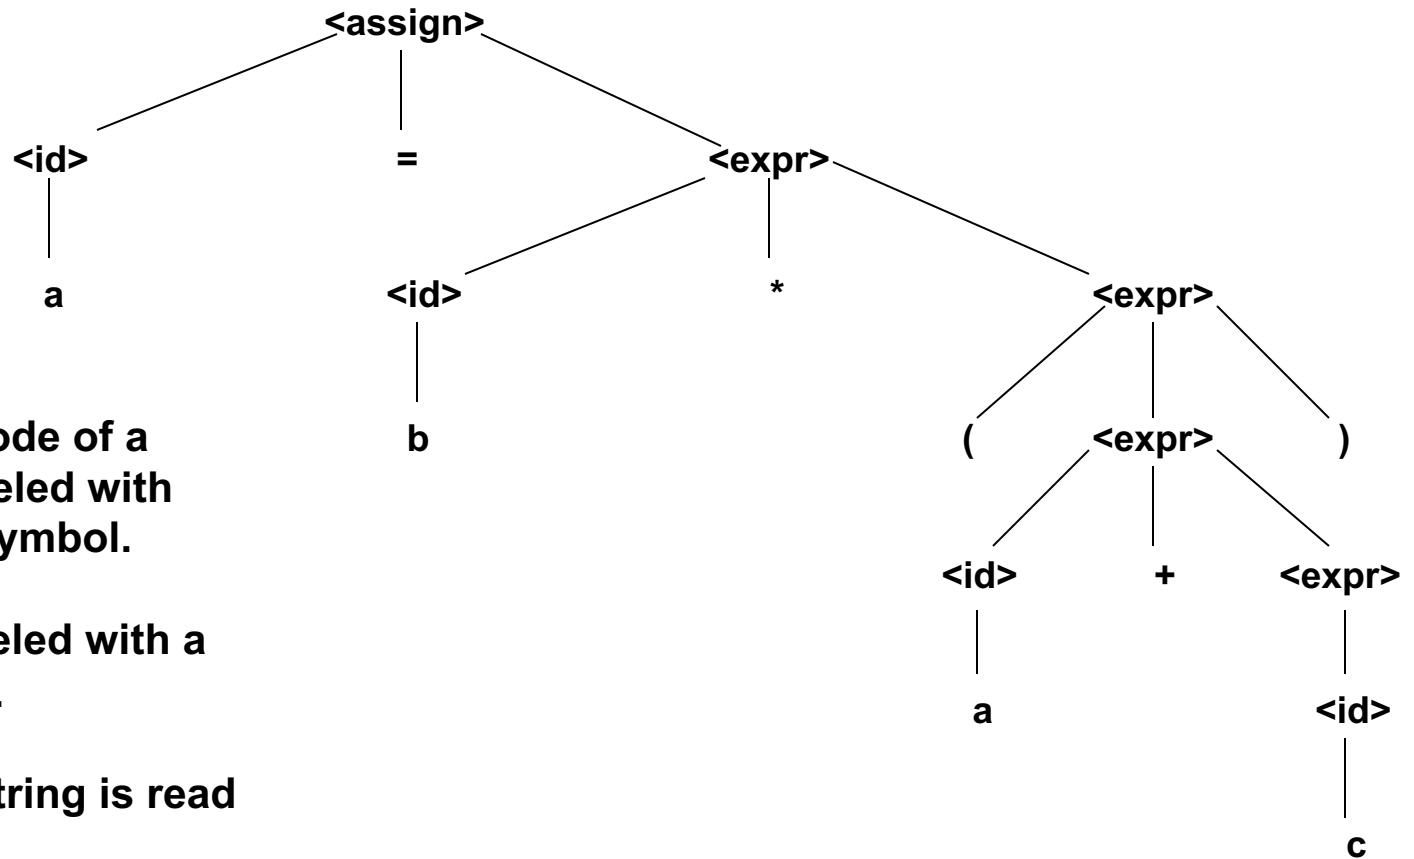 <assign>
<id> = <expr>
a <id> * <expr>
ode of a b ( <expr> )
eled with
ymbol.
<id> + <expr>
eled with a
. a <id>
tring is read
c